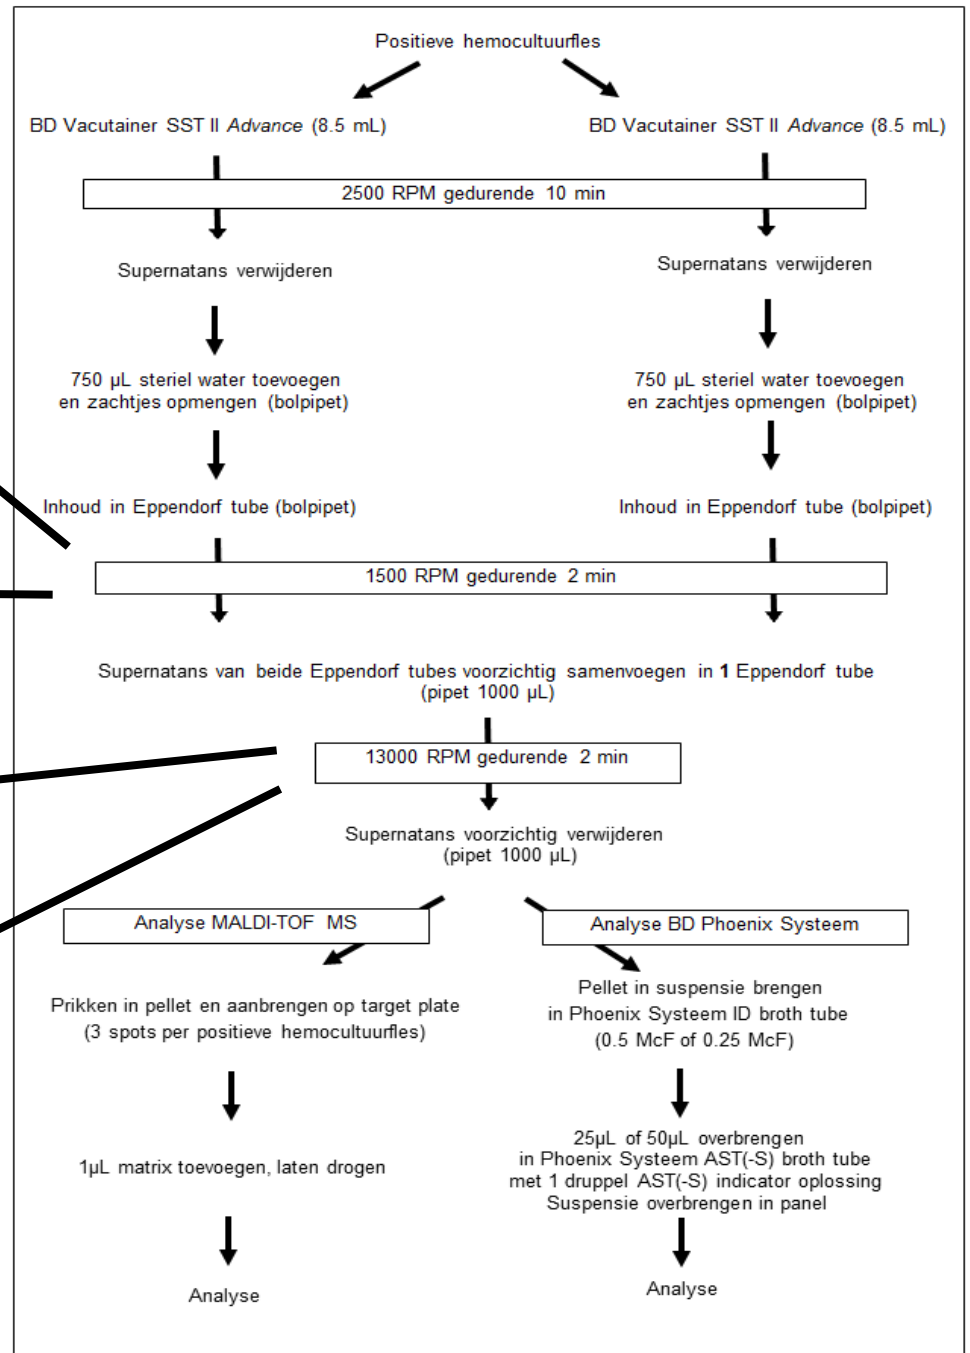 Positieve hemocultuurfles
BD Vacutainer SST II Advance (8.5 mL)
BD Vacutainer SST II Advance (8.5 mL)
2500 RPM gedurende 10 min
Supernatans verwijderen
Supernatans verwijderen
750 µL steriel water toevoegen
en zachtjes opmengen (bolpipet)
750 µL steriel water toevoegen
en zachtjes opmengen (bolpipet)
Inhoud in Eppendorf tube (bolpipet)
Inhoud in Eppendorf tube (bolpipet)
1500 RPM gedurende 2 min
Supernatans van beide Eppendorf tubes voorzichtig samenvoegen in 1 Eppendorf tube
(pipet 1000 µL)
13000 RPM gedurende 2 min
Supernatans voorzichtig verwijderen
(pipet 1000 µL)
Analyse MALDI-TOF MS
Analyse BD Phoenix Systeem
Prikken in pellet en aanbrengen op target plate
(3 spots per positieve hemocultuurfles)
Pellet in suspensie brengen
in Phoenix Systeem ID broth tube
(0.5 McF of 0.25 McF)
1µL matrix toevoegen, laten drogen
25µL of 50µL overbrengen
in Phoenix Systeem AST(-S) broth tube
met 1 druppel AST(-S) indicator oplossing
Suspensie overbrengen in panel
Analyse
Analyse